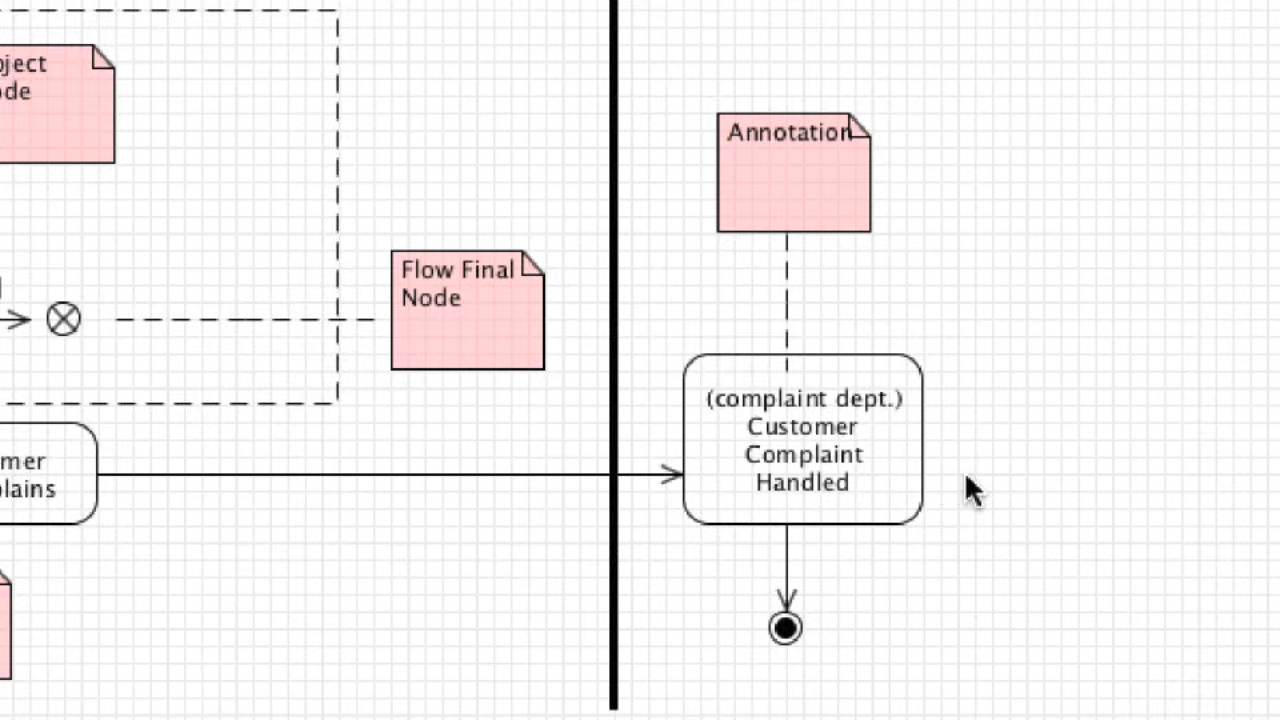 Annotation
Flow Final
Node
(complaint dept.)
Customer
Complaint
Handled